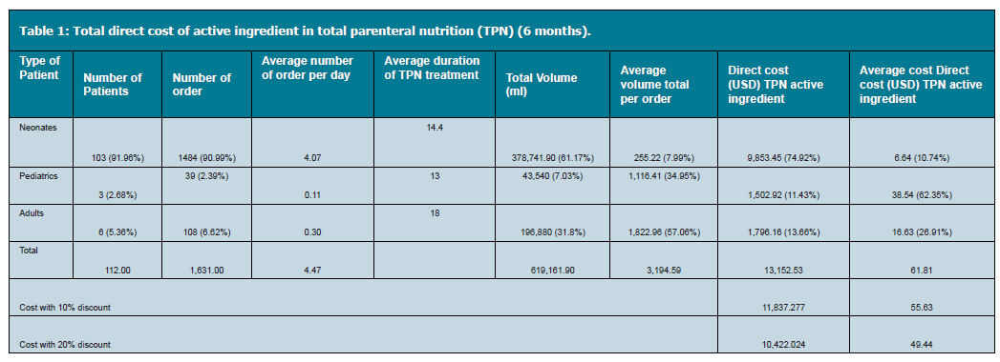 Table 1: Total direct cost of active ingredient in total parenteral nutrition (TPN) (6 months).
Type of Patient Number of Patients Number of order Average number of order per day Average duration of TPN treatment Total Volume (ml) Average volume total per order Direct cost (USD) TPN active ingredient Average cost Direct cost (USD) TPN active ingredient
Neonates 103 (91.96%) 1484 (90.99%) 4.07 14.4 378,741.90 (61.17%) 255.22 (7.99%) 9,853.45 (74.92%) 6.64 (10.74%)
Pediatrics 3 (2.68%) 39 (2.39%) 0.11 13 43,540 (7.03%) 1,116.41 (34.95%) 1,502.92 (11.43%) 38.54 (62.35%)
Adults 6 (5.36%) 108 (6.62%) 0.30 18 196,880 (31.8%) 1,822.96 (57.06%) 1,796.16 (13.66%) 16.63 (26.91%)
Total 112.00 1,631.00 4.47 619,161.90 3,194.59 13,152.53 61.81
Cost with 10% discount 11,837.277 55.63
Cost with 20% discount 10,422.024 49.44